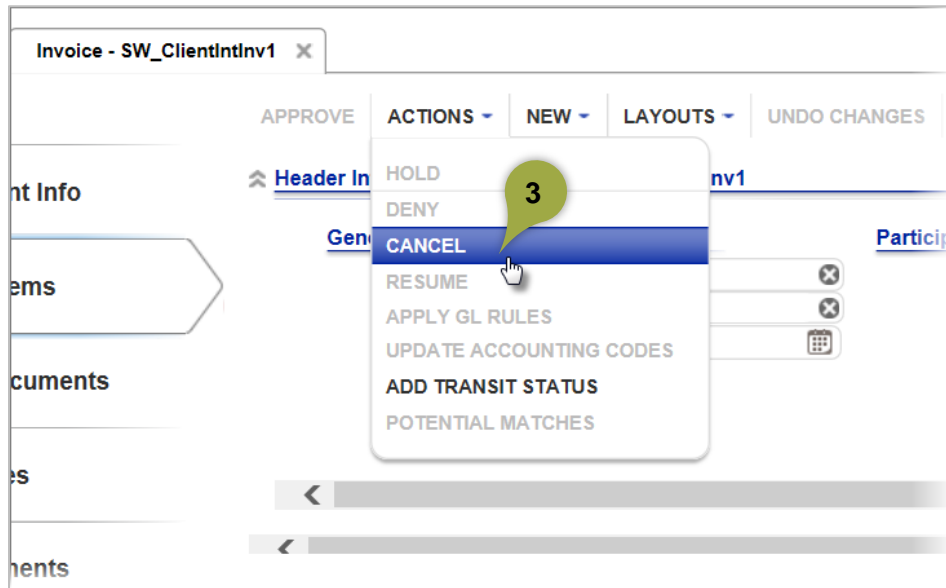 Invoice - SW_ClientIntInv1
APPROVE ACTIONS NEW LAYOUTS UNDO CHANGES
nt Info
Header In nv1
HOLD
3
DENY
Gen Particip
CANCEL
ems
RESUME
APPLY GL RULES
UPDATE ACCOUNTING CODES
cuments
ADD TRANSIT STATUS
POTENTIAL MATCHES
es
nents